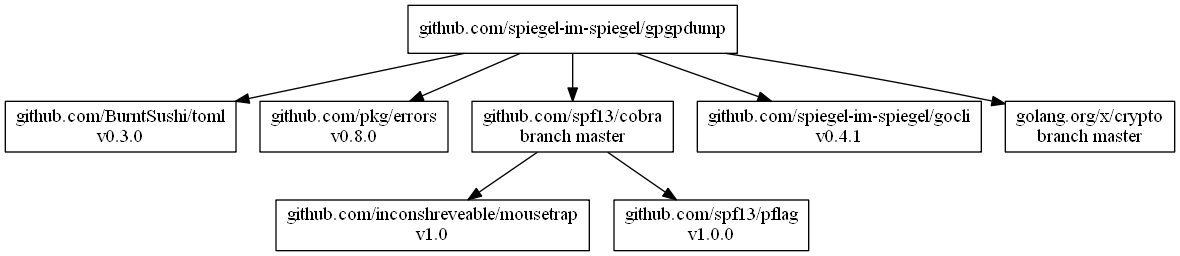 github.com/spiegel-im-spiegel/gpgpdump
github.com/BurntSushi/toml
v0.3.0
github.com/pkg/errors
v0.8.0
github.com/spf13/cobra
branch master
github.com/spiegel-im-spiegel/gocli
v0.4.1
golang.org/x/crypto
branch master
github.com/inconshreveable/mousetrap
v1.0
github.com/spf13/pflag
v1.0.0